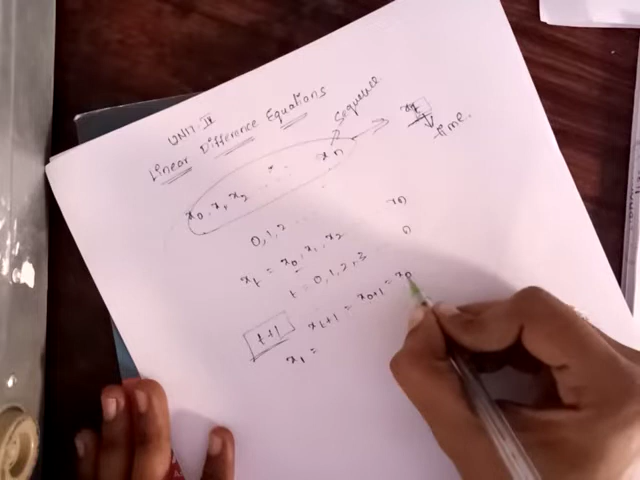 UNIT-II
Linear Difference Equations
x₀, x₁, x₂ ... xₙ
Sequence
time.
0, 1, 2 ...
xₜ = x₀, x₁, x₂
t = 0, 1, 2, 3
t+1
xₜ₊₁ = x₀₊₁ = x₀
x₁ =